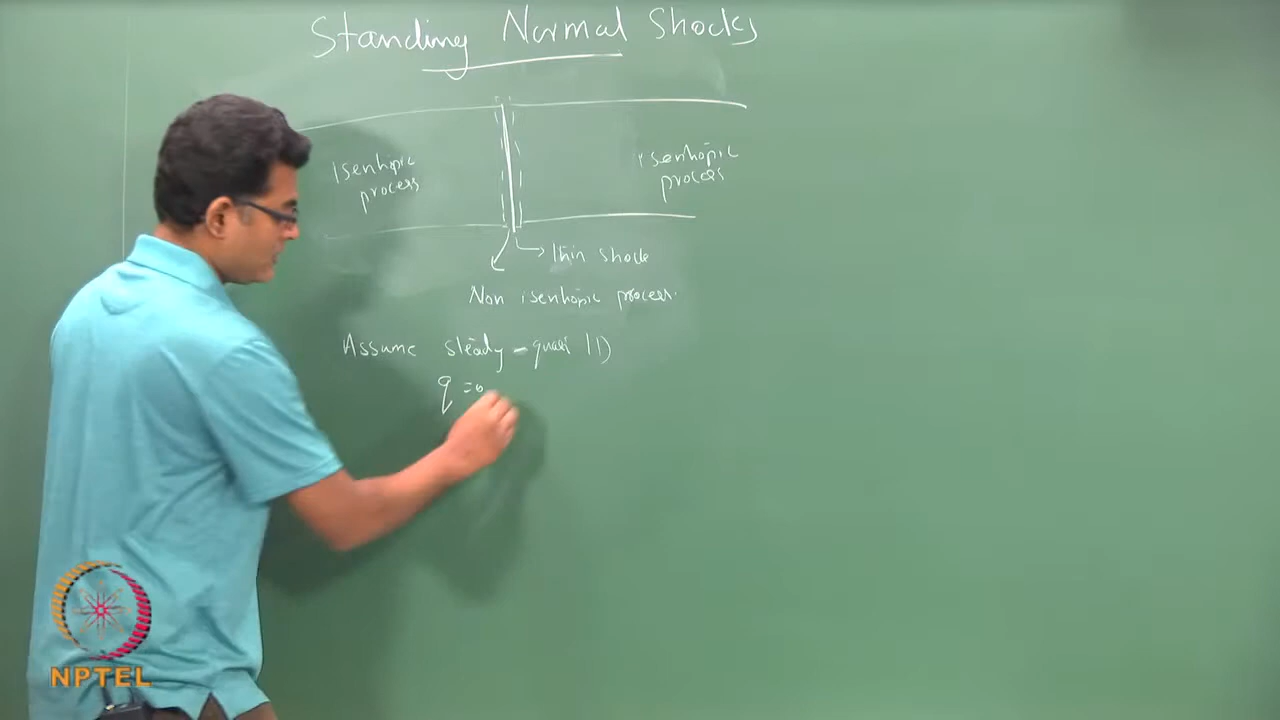 Standing Normal Shocks
Isentropic process
isentropic process
thin shock
Non isentropic process.
Assume steady - quasi 1D
q = 0
NPTEL